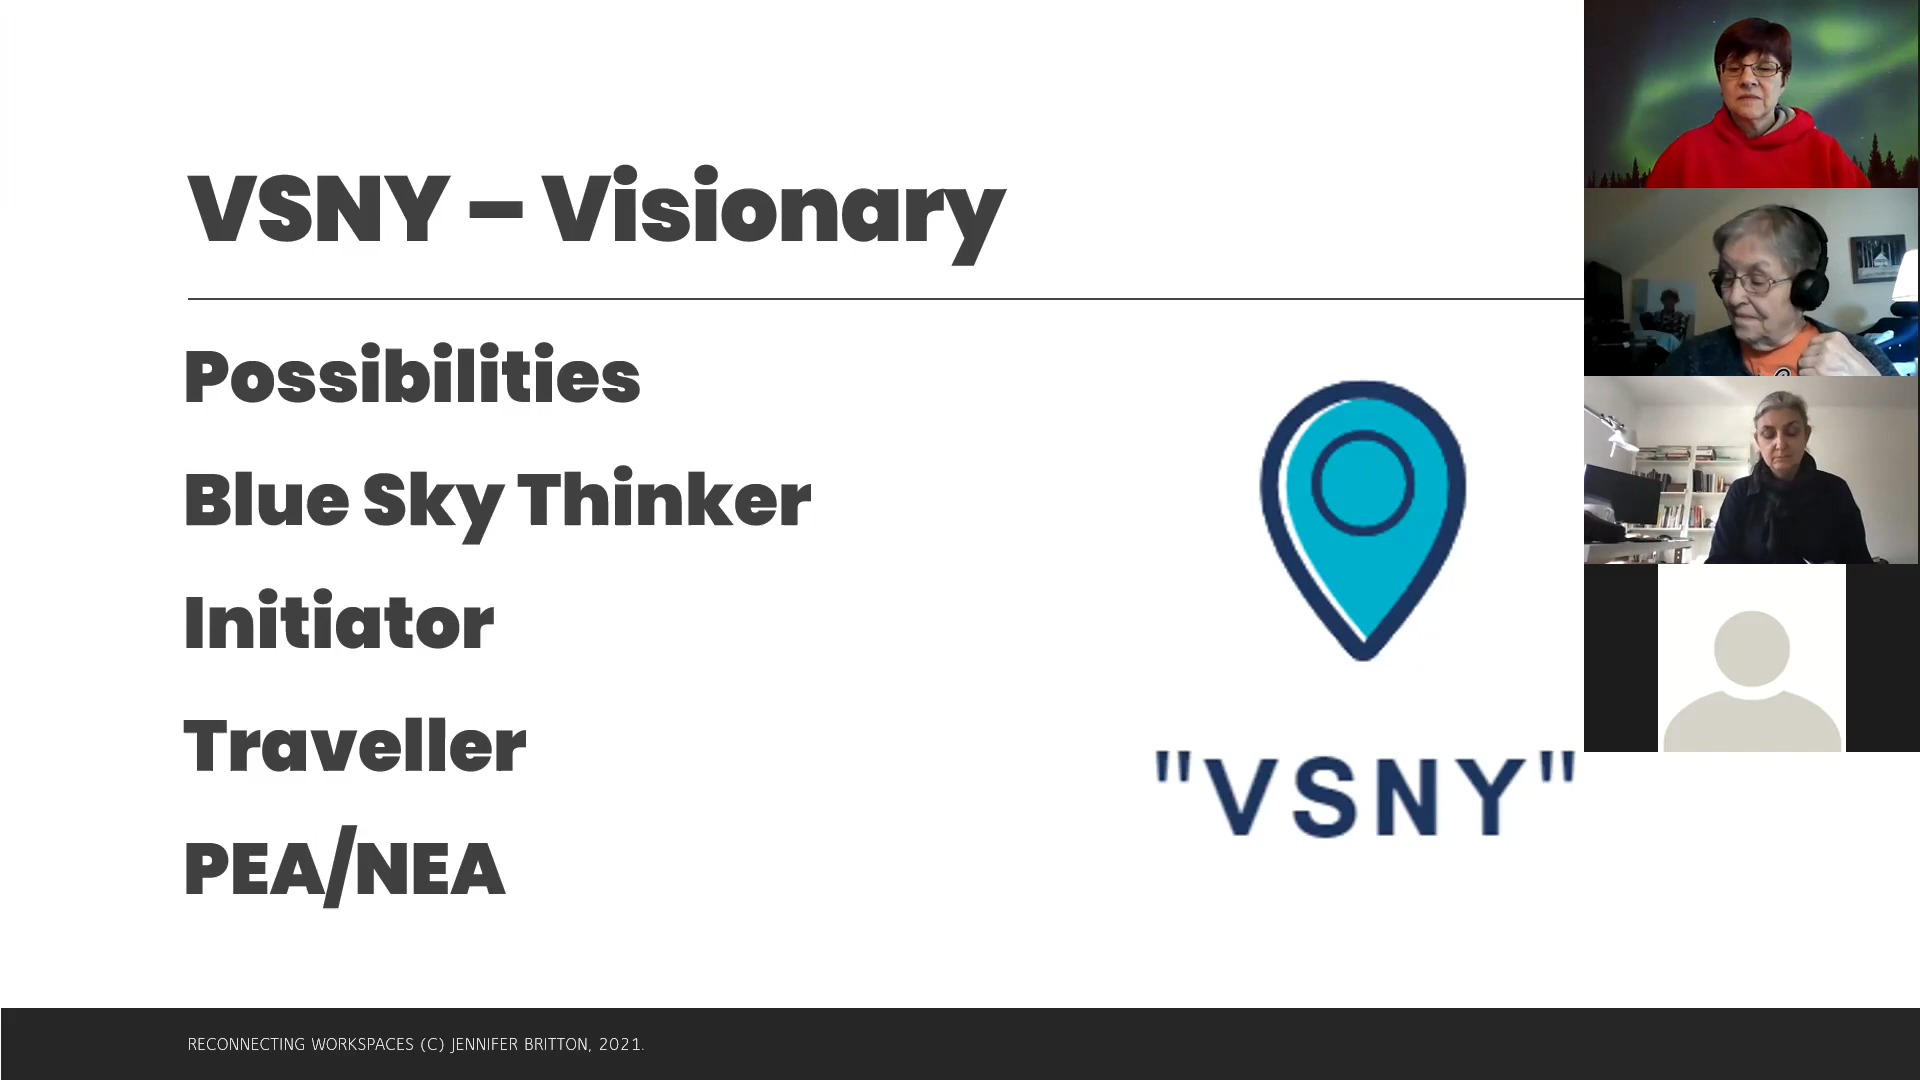 VSNY – Visionary
Possibilities
Blue Sky Thinker
Initiator
Traveller
PEA/NEA
"VSNY"
RECONNECTING WORKSPACES (C) JENNIFER BRITTON, 2021.